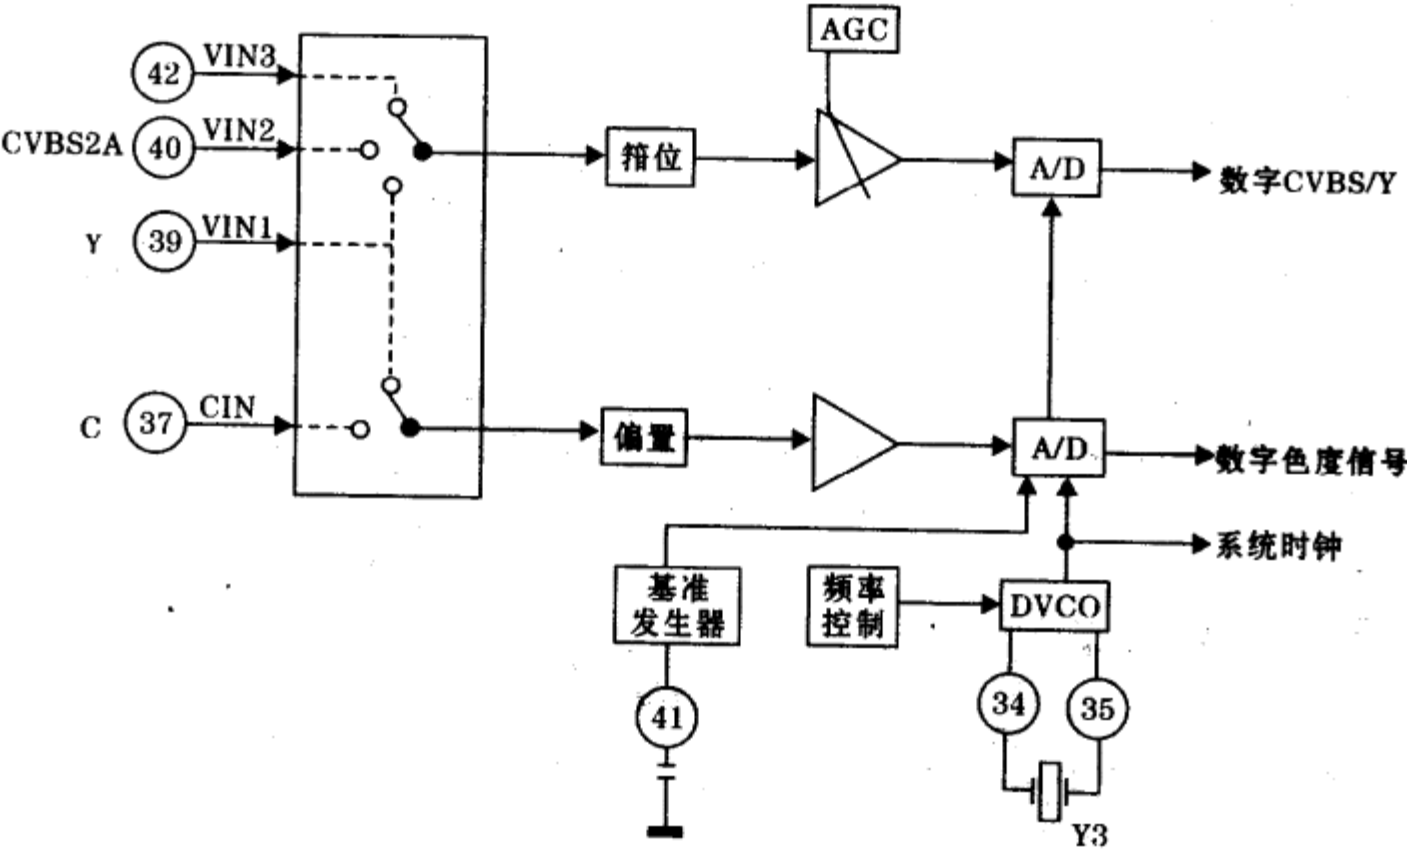 AGC
42
VIN3
CVBS2A
40
VIN2
箝位
A/D
数字CVBS/Y
Y
39
VIN1
C
37
CIN
偏置
A/D
数字色度信号
系统时钟
基准
发生器
频率
控制
DVCO
41
34
35
Y3